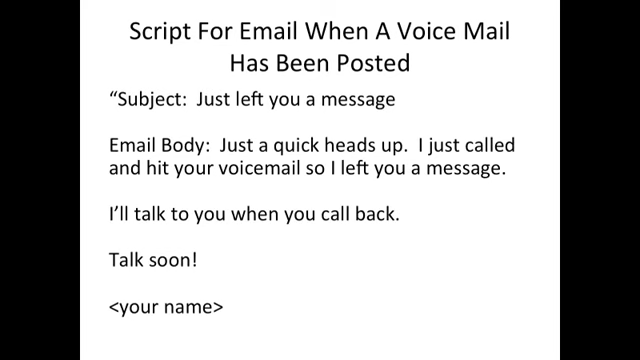 Script For Email When A Voice Mail
Has Been Posted
“Subject:  Just left you a message
Email Body:  Just a quick heads up.  I just called
and hit your voicemail so I left you a message.
I’ll talk to you when you call back.
Talk soon!
<your name>